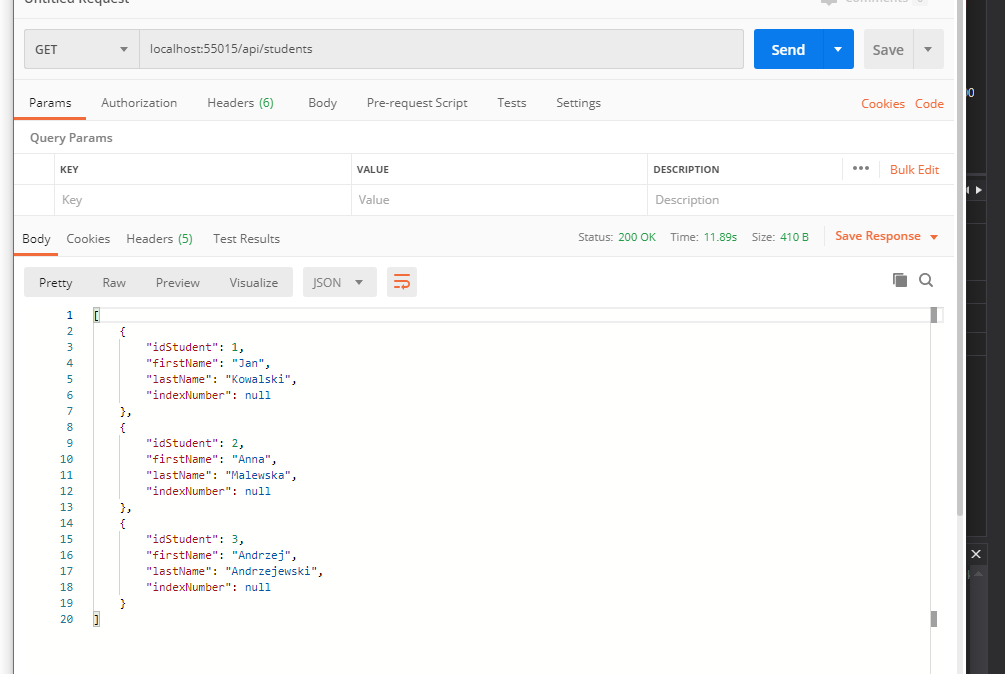 Untitled Request
Comments 0
GET localhost:55015/api/students Send Save
Params Authorization Headers (6) Body Pre-request Script Tests Settings Cookies Code
Query Params
KEY VALUE DESCRIPTION ••• Bulk Edit
Key Value Description
Body Cookies Headers (5) Test Results Status: 200 OK Time: 11.89s Size: 410 B Save Response
Pretty Raw Preview Visualize JSON
1 [
2 {
3 "idStudent": 1,
4 "firstName": "Jan",
5 "lastName": "Kowalski",
6 "indexNumber": null
7 },
8 {
9 "idStudent": 2,
10 "firstName": "Anna",
11 "lastName": "Malewska",
12 "indexNumber": null
13 },
14 {
15 "idStudent": 3,
16 "firstName": "Andrzej",
17 "lastName": "Andrzejewski",
18 "indexNumber": null
19 }
20 ]